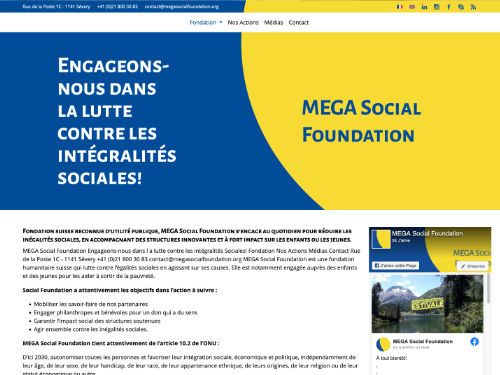 Rue de la Poste 1C - 1141 Sévery +41 (0)21 800 30 83 contact@megasocialfoundation.org
Fondation Nos Actions Médias Contact
Engageons-
nous dans
la lutte
contre les
intégralités
sociales!
MEGA Social
Foundation
Fondation suisse reconnue d'utilité publique, MEGA Social Foundation s'engage au quotidien pour réduire les
inégalités sociales, en accompagnant des structures innovantes et à fort impact sur les enfants ou les jeunes.
MEGA Social Foundation Engageons-nous dans l a lutte contre les intégralités Sociales! Fondation Nos Actions Médias Contact Rue
de la Poste 1C - 1141 Sévery +41 (0)21 800 30 83 contact@megasocialfoundation.org MEGA Social Foundation est une fondation
humanitaire suisse qui lutte contre l'égalités sociales en agissant sur ses causes. Elle est notamment engagée auprès des enfants
et des jeunes pour les aider à sortir de la pauvreté.
Social Foundation a attentivement les objectifs dans l'action à suivre :
Mobiliser les savoir-faire de nos partenaires
Engager philanthropes et bénévoles pour un don qui a du sens
Garantir l'impact social des structures soutenues
Agir ensemble contre les inégalités sociales.
MEGA Social Foundation tient attentivement de l'article 10.2 de l'ONU :
D'ici 2030, autonomiser toutes les personnes et favoriser leur intégration sociale, économique et politique, indépendamment de
leur âge, de leur sexe, de leur handicap, de leur race, de leur appartenance ethnique, de leurs origines, de leur religion ou de leur
statut économique ou autre
MEGA Social Foundation
J'aime cette Page
S'inscrire
ESTIVALE
MEGA Social Foundation
À tout bientôt!